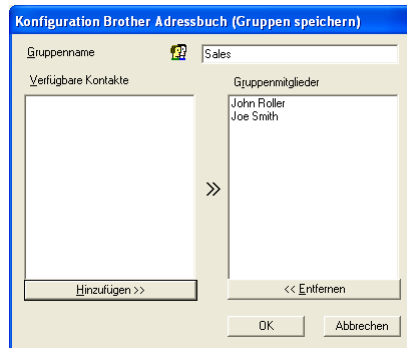 Konfiguration Brother Adressbuch (Gruppen speichern)
Gruppenname
Sales
Verfügbare Kontakte
Gruppenmitglieder
John Roller
Joe Smith
Hinzufügen >>
<< Entfernen
OK
Abbrechen